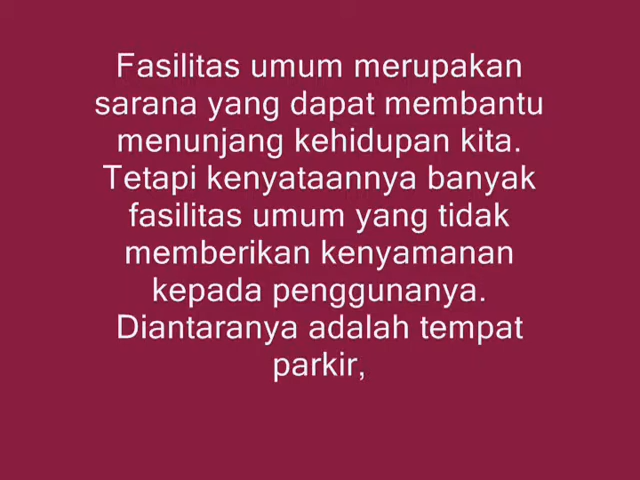 Fasilitas umum merupakan
sarana yang dapat membantu
menunjang kehidupan kita.
Tetapi kenyataannya banyak
fasilitas umum yang tidak
memberikan kenyamanan
kepada penggunanya.
Diantaranya adalah tempat
parkir,